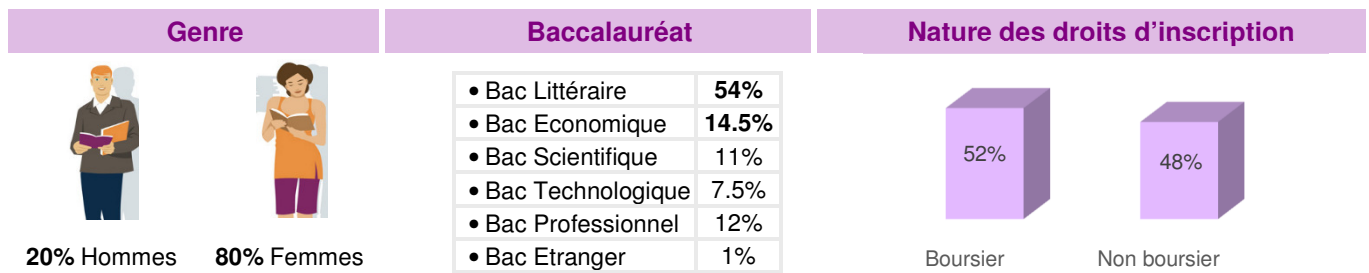 Genre
20% Hommes
80% Femmes
Baccalauréat
• Bac Littéraire 54%
• Bac Economique 14.5%
• Bac Scientifique 11%
• Bac Technologique 7.5%
• Bac Professionnel 12%
• Bac Etranger 1%
Nature des droits d’inscription
52%
48%
Boursier
Non boursier